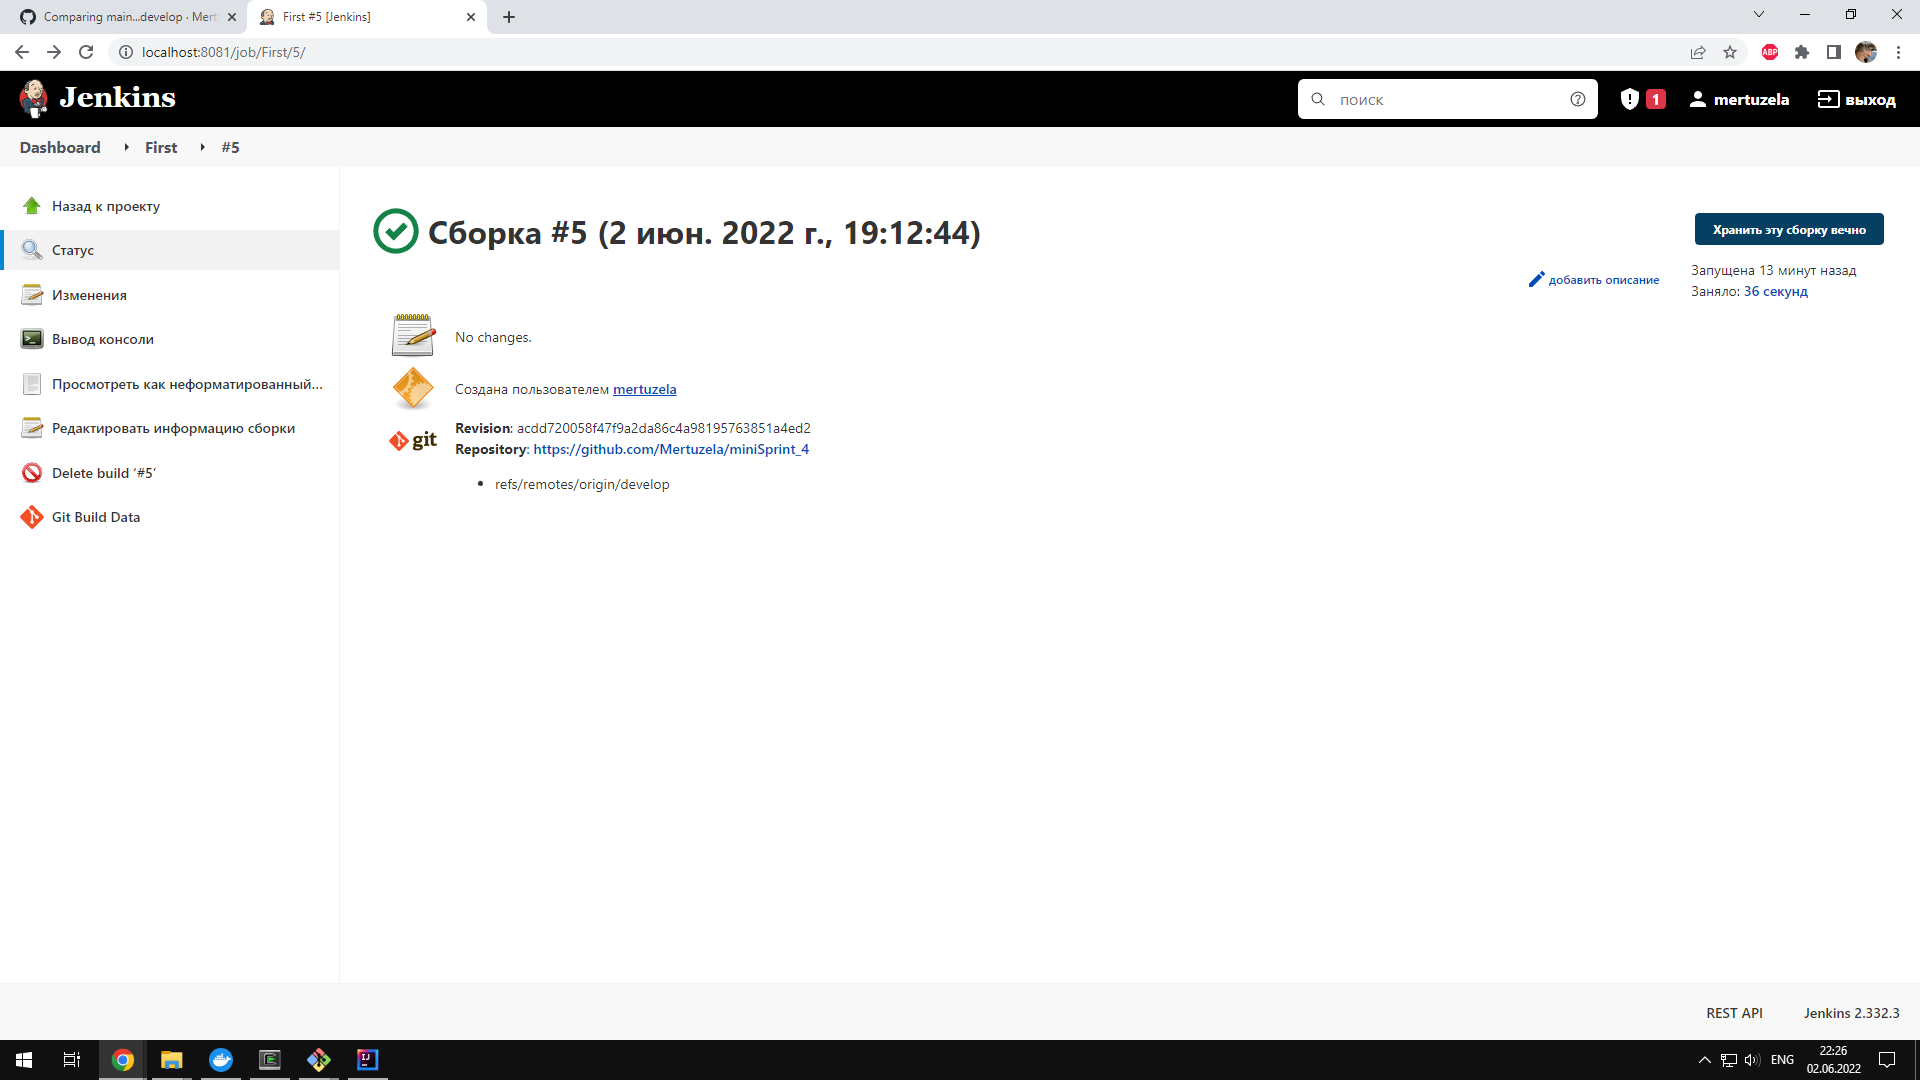 Comparing main...develop · Mert
First #5 [Jenkins]
localhost:8081/job/First/5/
ABP
Jenkins
поиск
1
mertuzela
выход
Dashboard
First
#5
Назад к проекту
Статус
Изменения
Вывод консоли
Просмотреть как неформатированный...
Редактировать информацию сборки
Delete build ‘#5’
Git Build Data
Сборка #5 (2 июн. 2022 г., 19:12:44)
Хранить эту сборку вечно
добавить описание
Запущена 13 минут назад
Заняло: 36 секунд
No changes.
Создана пользователем mertuzela
git
Revision: acdd720058f47f9a2da86c4a98195763851a4ed2
Repository: https://github.com/Mertuzela/miniSprint_4
refs/remotes/origin/develop
REST API
Jenkins 2.332.3
IJ
ENG
22:26
02.06.2022